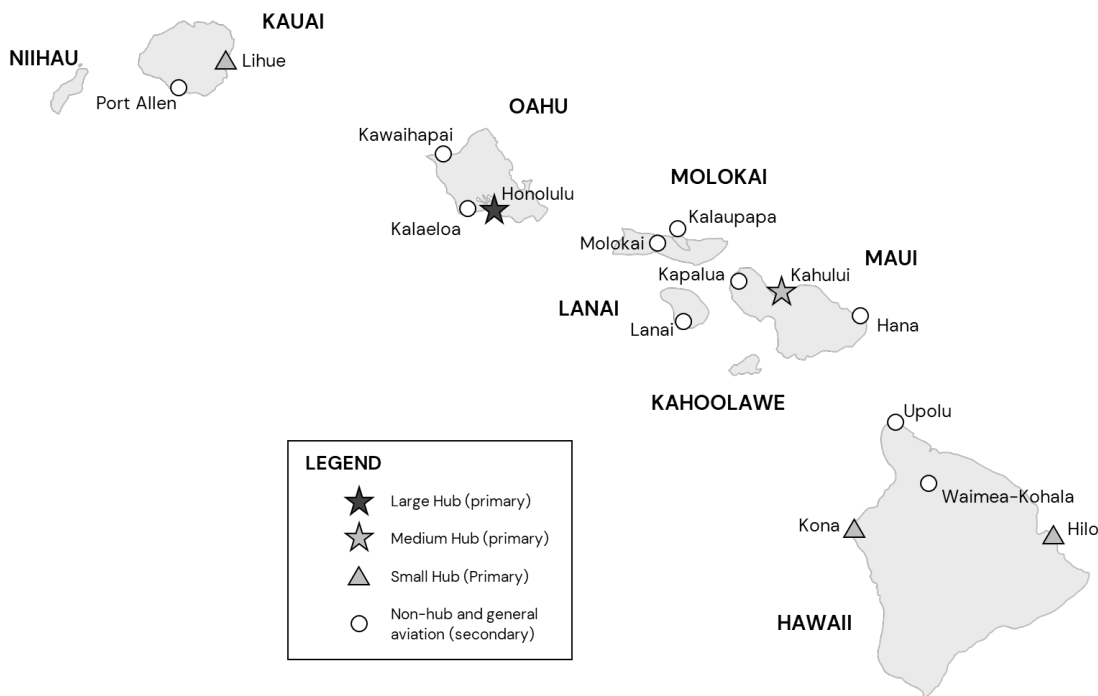 KAUAI
NIIHAU
Lihue
Port Allen
OAHU
Kawaihapai
MOLOKAI
Honolulu
Kalaupapa
Kalaeloa
Molokai
MAUI
Kapalua
Kahului
LANAI
Lanai
Hana
KAHOOLAWE
Upolu
LEGEND
Large Hub (primary)
Medium Hub (primary)
Small Hub (Primary)
Non-hub and general
aviation (secondary)
Waimea-Kohala
Kona
Hilo
HAWAII